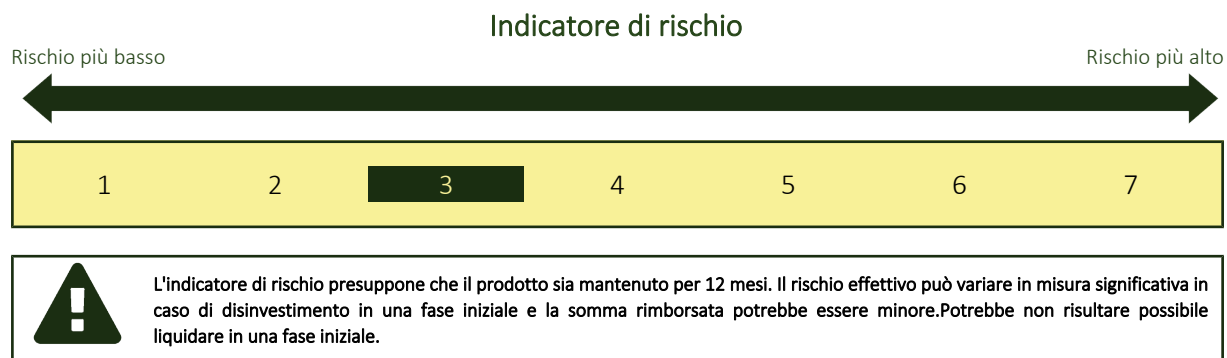 Indicatore di rischio
Rischio più basso
Rischio più alto
1 2 3 4 5 6 7
L'indicatore di rischio presuppone che il prodotto sia mantenuto per 12 mesi. Il rischio effettivo può variare in misura significativa in
caso di disinvestimento in una fase iniziale e la somma rimborsata potrebbe essere minore.Potrebbe non risultare possibile
liquidare in una fase iniziale.